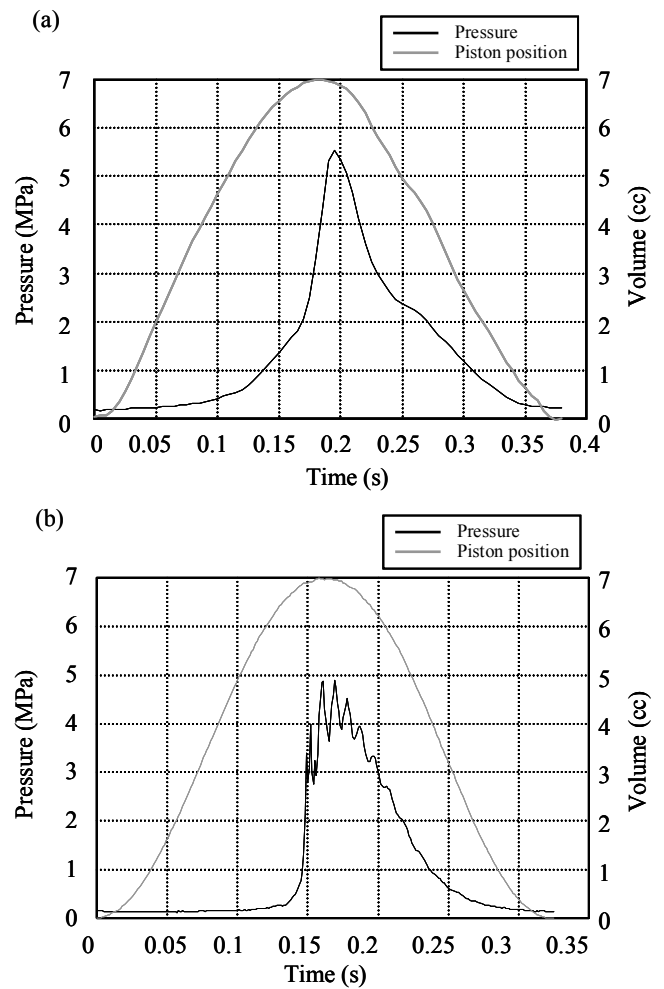 (a)
Pressure
Piston position
7 7
6 6
5 5
4 4
3 3
2 2
1 1
0 0
Pressure (MPa)
Volume (cc)
0 0.05 0.1 0.15 0.2 0.25 0.3 0.35 0.4
Time (s)
(b)
Pressure
Piston position
7 7
6 6
5 5
4 4
3 3
2 2
1 1
0 0
Pressure (MPa)
Volume (cc)
0 0.05 0.1 0.15 0.2 0.25 0.3 0.35
Time (s)